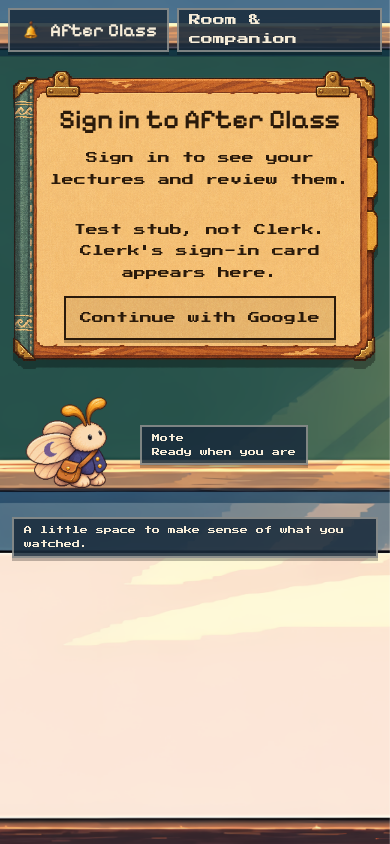 After Class
Room &
companion
Sign in to After Class
Sign in to see your
lectures and review them.
Test stub, not Clerk.
Clerk's sign-in card
appears here.
Continue with Google
Mote
Ready when you are
A little space to make sense of what you
watched.